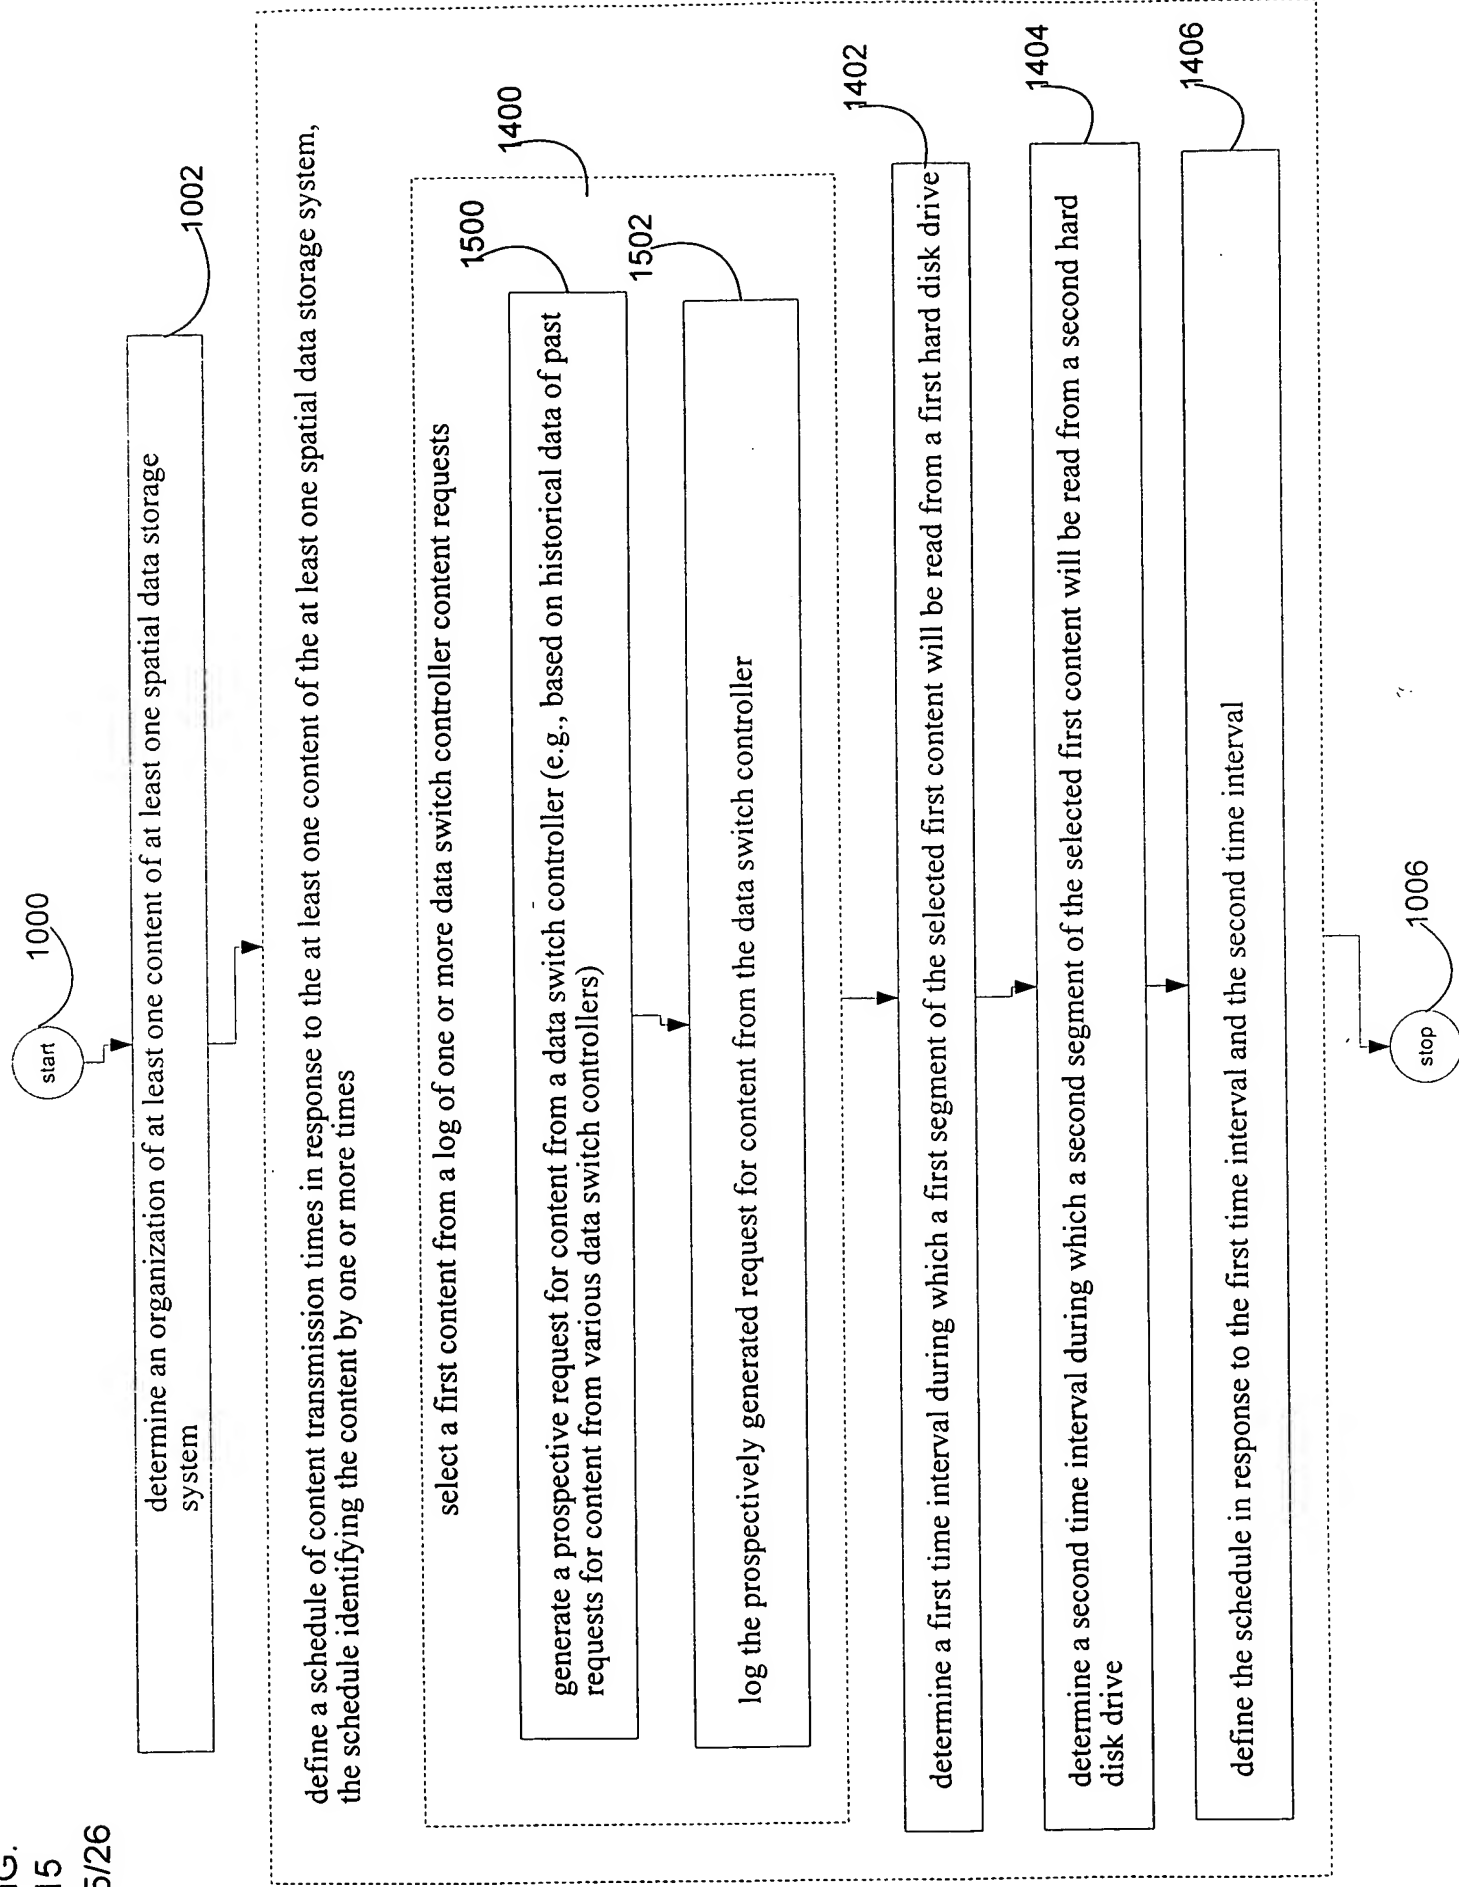 15
1000
start
1002
determine an organization of at least one content of at least one spatial data storage
system
define a schedule of content transmission times in response to the at least one content of the at least one spatial data storage system,
the schedule identifying the content by one or more times
1400
select a first content from a log of one or more data switch controller content requests
1500
generate a prospective request for content from a data switch controller (e.g., based on historical data of past
requests for content from various data switch controllers)
1502
log the prospectively generated request for content from the data switch controller
1402
determine a first time interval during which a first segment of the selected first content will be read from a first hard disk drive
1404
determine a second time interval during which a second segment of the selected first content will be read from a second hard
disk drive
1406
define the schedule in response to the first time interval and the second time interval
1006
stop